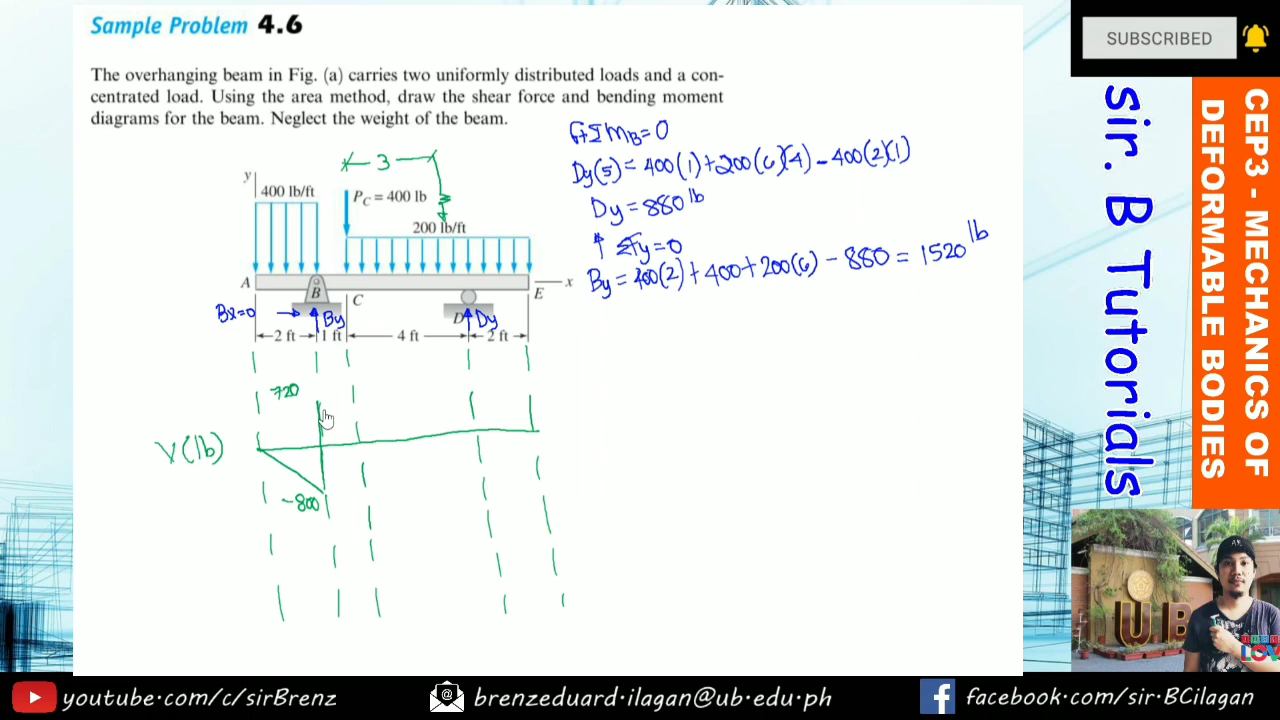 Sample Problem 4.6
The overhanging beam in Fig. (a) carries two uniformly distributed loads and a con-
centrated load. Using the area method, draw the shear force and bending moment
diagrams for the beam. Neglect the weight of the beam.
ΣMB=0
Dy(5) = 400(1)+200(6)(4) - 400(2)(1)
Dy = 880 lb
↑ ΣFy=0
By = 400(2) + 400 + 200(6) - 880 = 1520 lb
3
y
400 lb/ft
PC = 400 lb
200 lb/ft
A
B
C
D
E
x
Bx=0
By
Dy
2 ft
1 ft
4 ft
2 ft
720
V(lb)
-800
SUBSCRIBED
sir. B Tutorials
CEP3 - MECHANICS OF
DEFORMABLE BODIES
UB
youtube·com/c/sirBrenz
brenzeduard·ilagan@ub·edu·ph
facebook·com/sir·BCilagan